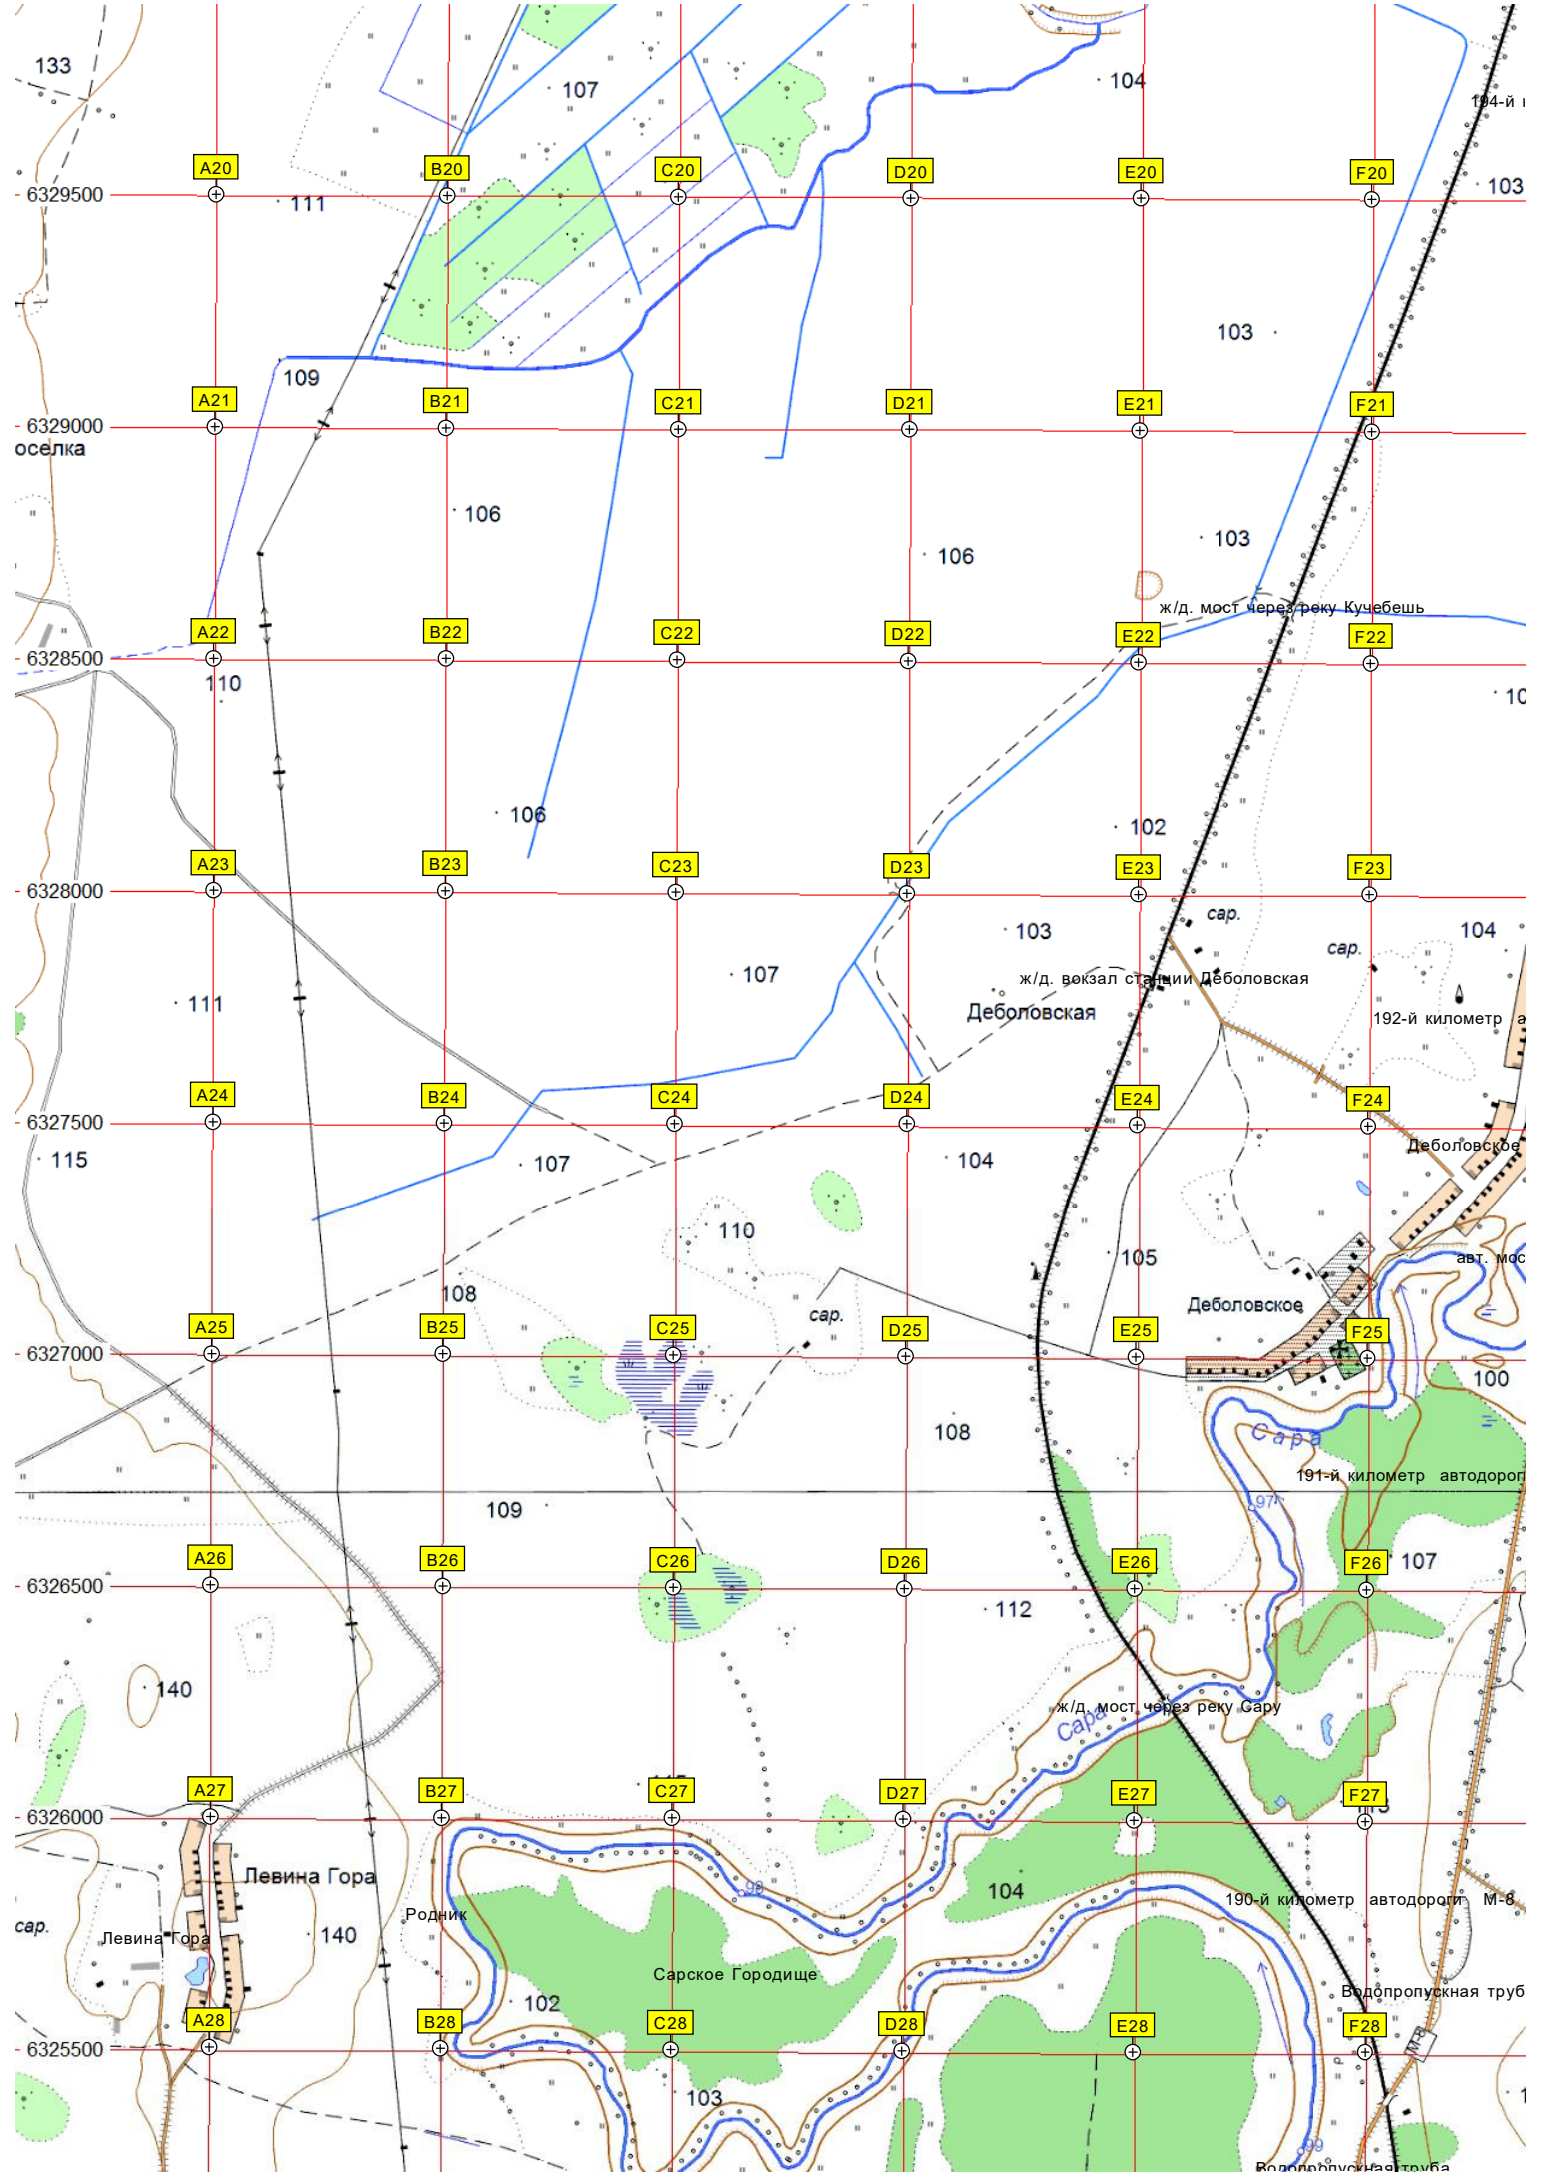 133
107
104
194-й
A20
B20
C20
D20
E20
F20
6329500
111
103
103
109
A21
B21
C21
D21
E21
F21
6329000
оселка
106
106
103
ж/д. мост через реку Кучебешь
A22
B22
C22
D22
E22
F22
6328500
110
10
106
102
A23
B23
C23
D23
E23
F23
6328000
сар.
103
сар.
104
107
ж/д. вокзал станции Деболовская
111
Деболовская
192-й километр а
A24
B24
C24
D24
E24
F24
6327500
Деболовское
115
107
104
110
105
авт. мос
108
Деболовское
сар.
A25
B25
C25
D25
E25
F25
6327000
100
108
Сара
191-й километр автодорог
97
109
A26
B26
C26
D26
E26
F26
6326500
107
112
140
ж/д. мост через реку Сару
Сара
A27
B27
C27
D27
E27
F27
6326000
Левина Гора
98
104
190-й километр автодороги М-8
Родник
сар.
Левина Гора
140
Сарское Городище
102
Водопропускная труб
A28
B28
C28
D28
E28
F28
6325500
М-8
103
99
Водопропускная труба